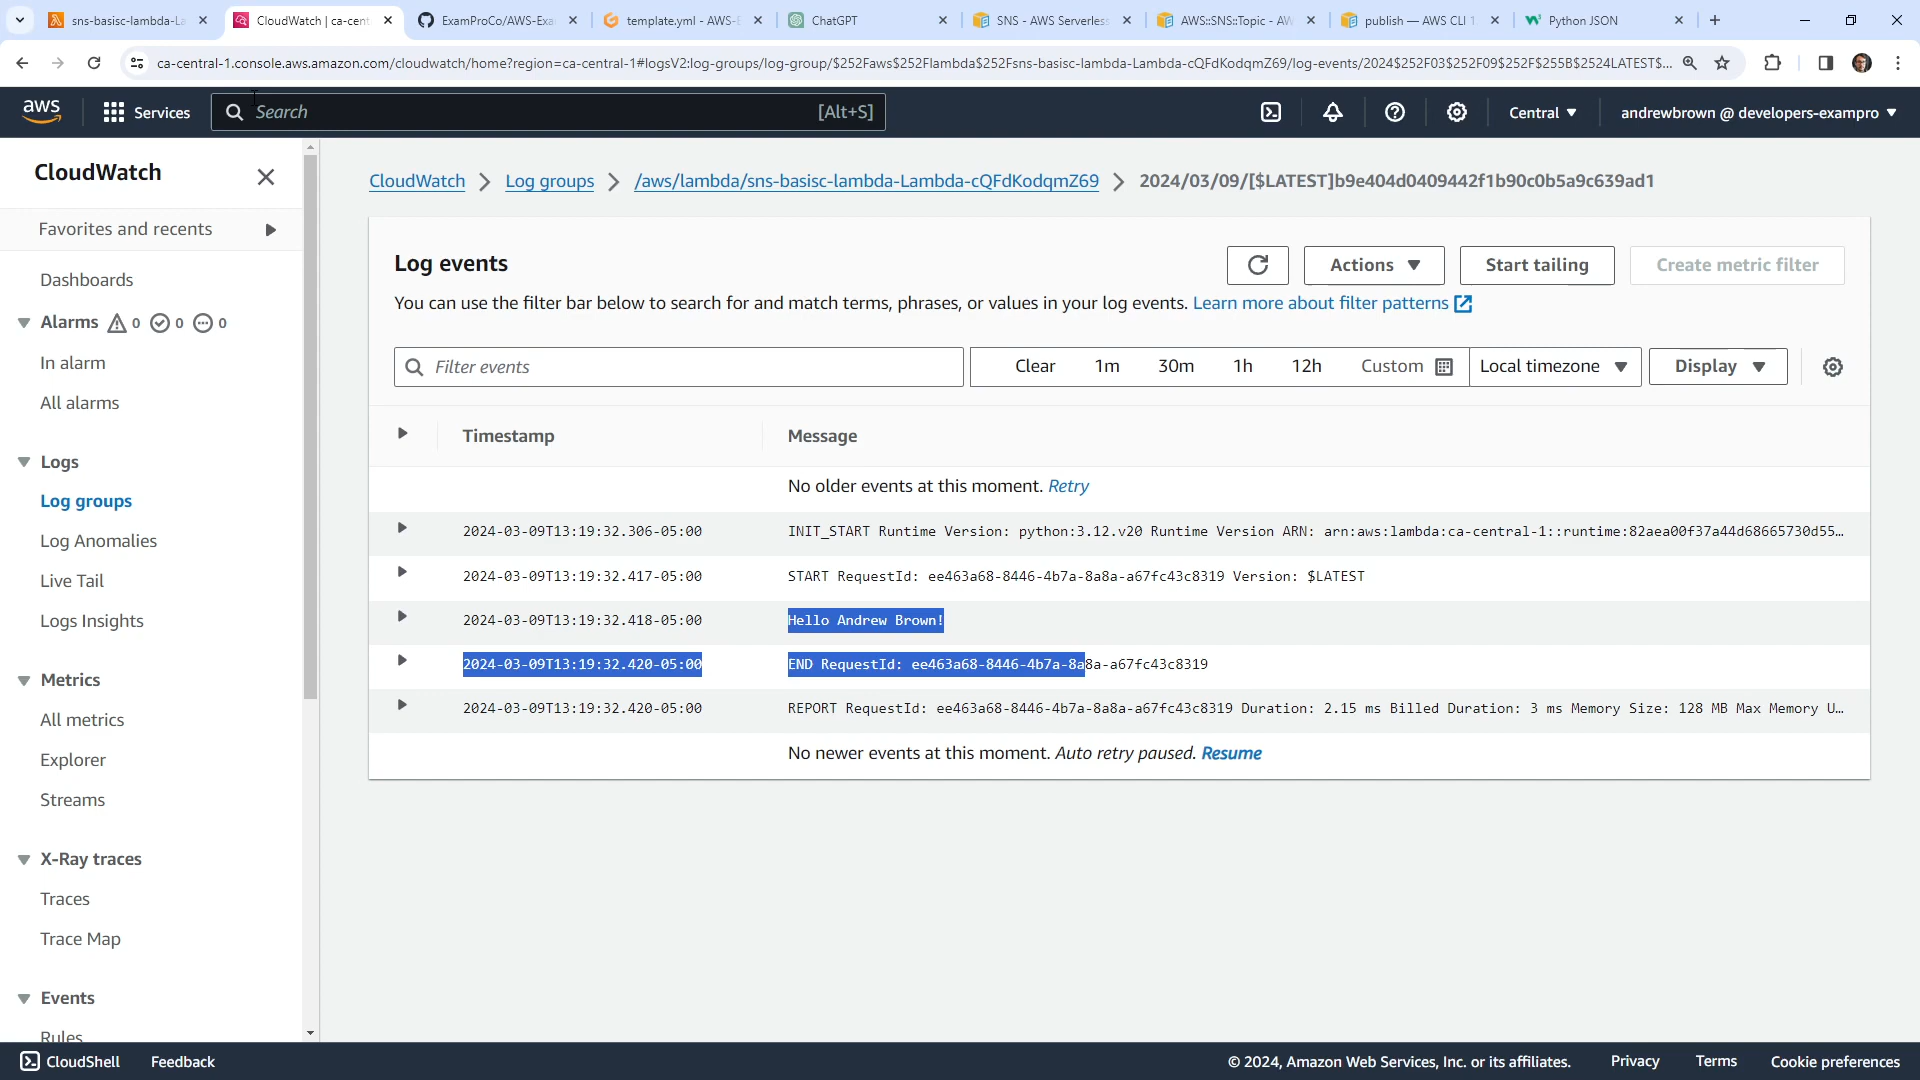 sns-basisc-lambda-La
CloudWatch | ca-cent
ExamProCo/AWS-Exa
template.yml - AWS-E
ChatGPT
SNS - AWS Serverless
AWS::SNS::Topic - AW
publish — AWS CLI 1
Python JSON
ca-central-1.console.aws.amazon.com/cloudwatch/home?region=ca-central-1#logsV2:log-groups/log-group/$252Faws$252Flambda$252Fsns-basisc-lambda-Lambda-cQFdKodqmZ69/log-events/2024$252F03$252F09$252F$255B$2524LATEST$...
aws
Services
Search
[Alt+S]
Central
andrewbrown @ developers-exampro
CloudWatch
Favorites and recents
Dashboards
Alarms 0 0 0
In alarm
All alarms
Logs
Log groups
Log Anomalies
Live Tail
Logs Insights
Metrics
All metrics
Explorer
Streams
X-Ray traces
Traces
Trace Map
Events
Rules
CloudWatch
Log groups
/aws/lambda/sns-basisc-lambda-Lambda-cQFdKodqmZ69
2024/03/09/[$LATEST]b9e404d0409442f1b90c0b5a9c639ad1
Log events
Actions
Start tailing
Create metric filter
You can use the filter bar below to search for and match terms, phrases, or values in your log events. Learn more about filter patterns
Filter events
Clear
1m
30m
1h
12h
Custom
Local timezone
Display
Timestamp
Message
No older events at this moment. Retry
2024-03-09T13:19:32.306-05:00 INIT_START Runtime Version: python:3.12.v20 Runtime Version ARN: arn:aws:lambda:ca-central-1::runtime:82aea00f37a44d68665730d55…
2024-03-09T13:19:32.417-05:00 START RequestId: ee463a68-8446-4b7a-8a8a-a67fc43c8319 Version: $LATEST
2024-03-09T13:19:32.418-05:00 Hello Andrew Brown!
2024-03-09T13:19:32.420-05:00 END RequestId: ee463a68-8446-4b7a-8a8a-a67fc43c8319
2024-03-09T13:19:32.420-05:00 REPORT RequestId: ee463a68-8446-4b7a-8a8a-a67fc43c8319 Duration: 2.15 ms Billed Duration: 3 ms Memory Size: 128 MB Max Memory U…
No newer events at this moment. Auto retry paused. Resume
CloudShell
Feedback
© 2024, Amazon Web Services, Inc. or its affiliates.
Privacy
Terms
Cookie preferences